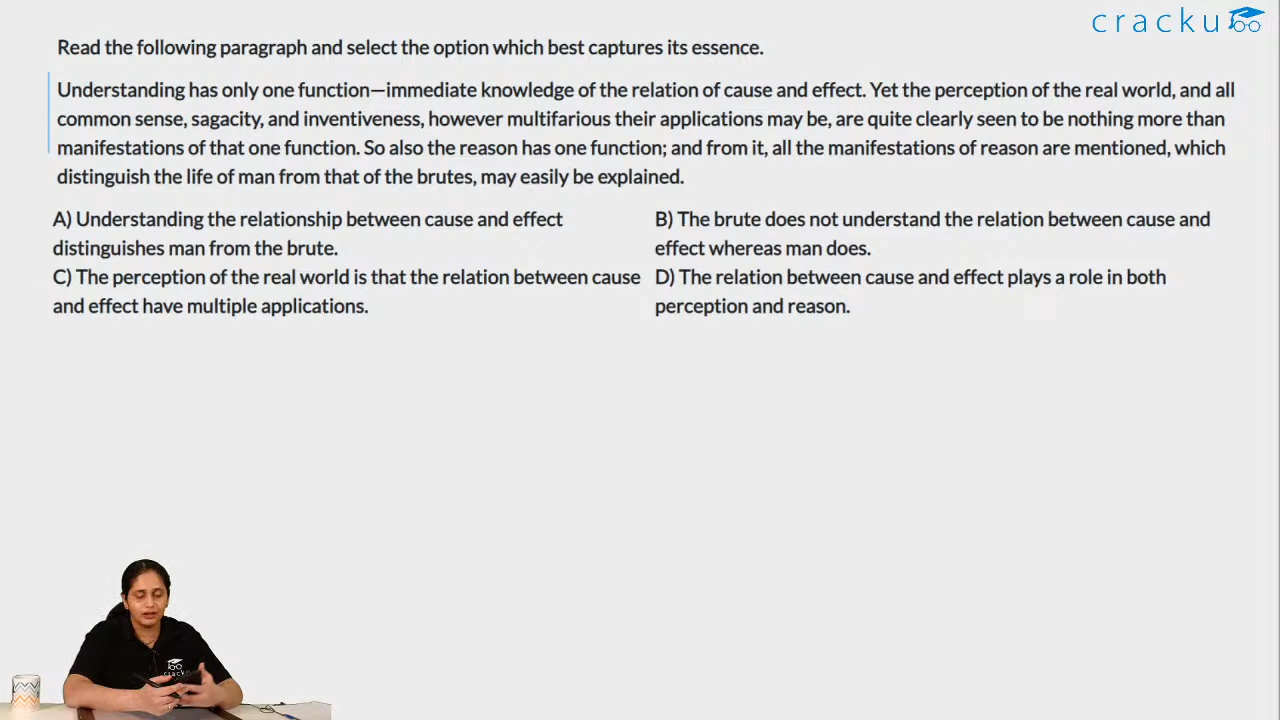 cracku
Read the following paragraph and select the option which best captures its essence.
Understanding has only one function—immediate knowledge of the relation of cause and effect. Yet the perception of the real world, and all
common sense, sagacity, and inventiveness, however multifarious their applications may be, are quite clearly seen to be nothing more than
manifestations of that one function. So also the reason has one function; and from it, all the manifestations of reason are mentioned, which
distinguish the life of man from that of the brutes, may easily be explained.
A) Understanding the relationship between cause and effect
distinguishes man from the brute.
B) The brute does not understand the relation between cause and
effect whereas man does.
C) The perception of the real world is that the relation between cause
and effect have multiple applications.
D) The relation between cause and effect plays a role in both
perception and reason.
cracku